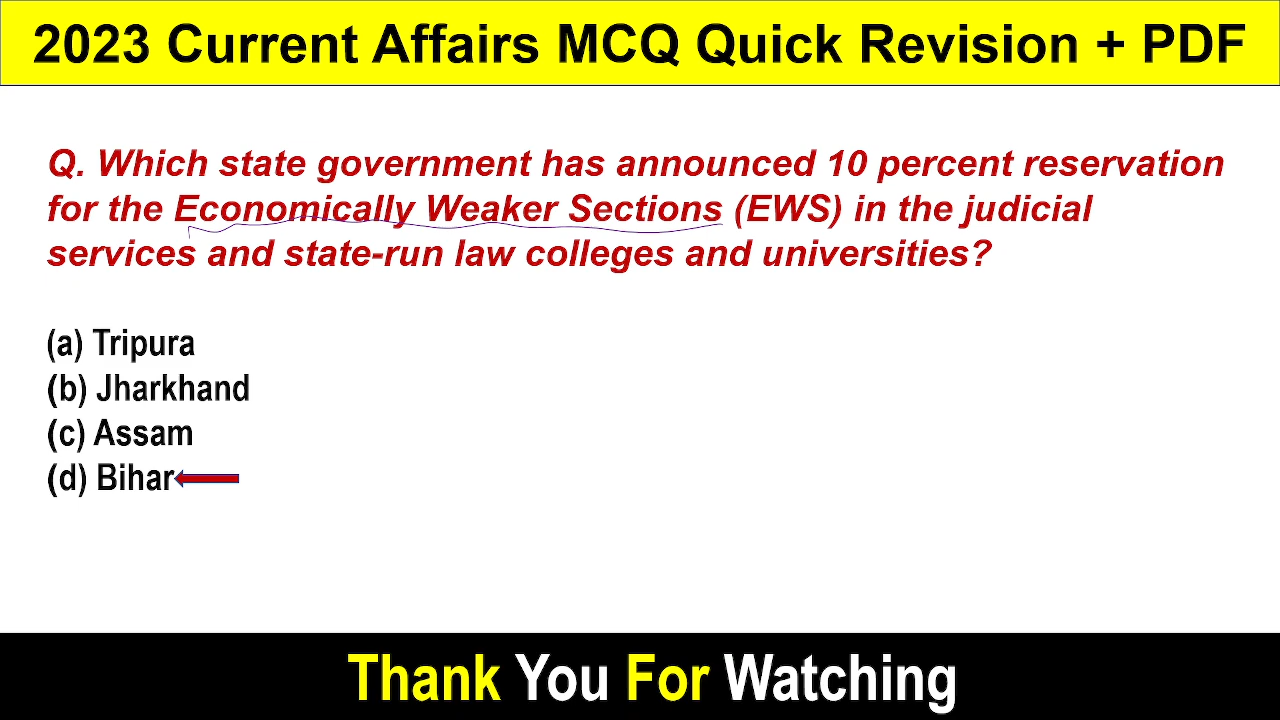 2023 Current Affairs MCQ Quick Revision + PDF
Q. Which state government has announced 10 percent reservation
for the Economically Weaker Sections (EWS) in the judicial
services and state-run law colleges and universities?
(a) Tripura
(b) Jharkhand
(c) Assam
(d) Bihar
Thank You For Watching